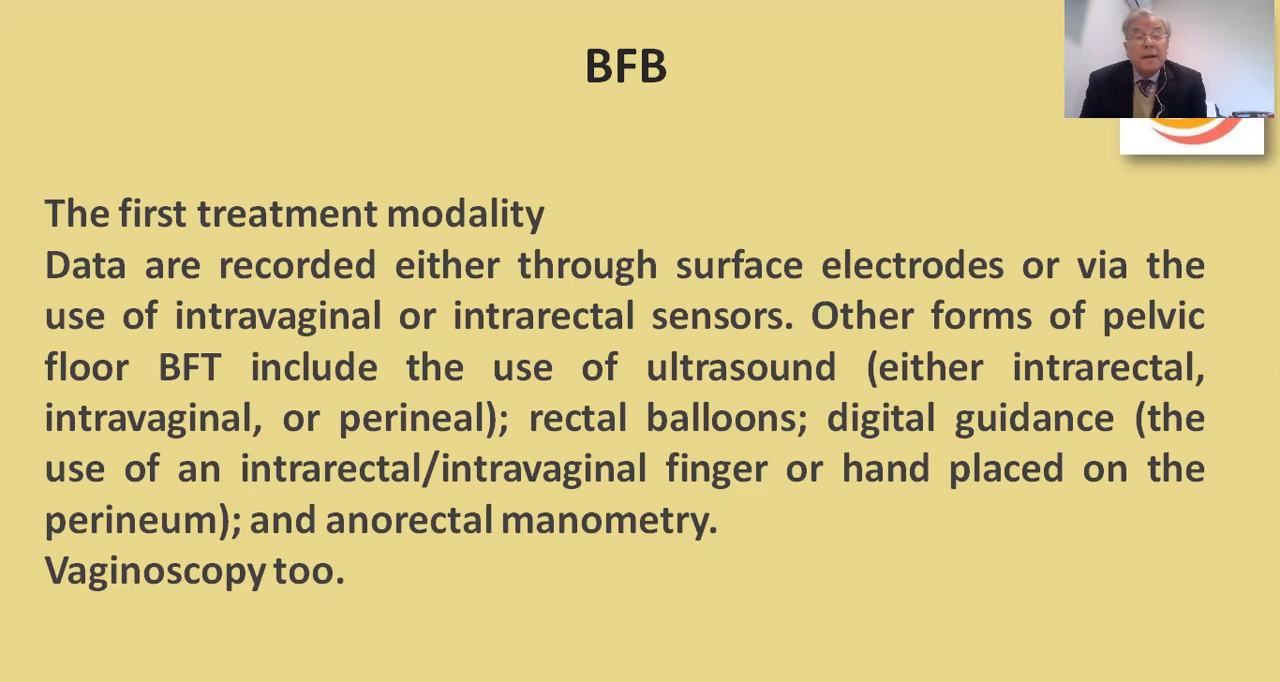 BFB
The first treatment modality
Data are recorded either through surface electrodes or via the
use of intravaginal or intrarectal sensors. Other forms of pelvic
floor BFT include the use of ultrasound (either intrarectal,
intravaginal, or perineal); rectal balloons; digital guidance (the
use of an intrarectal/intravaginal finger or hand placed on the
perineum); and anorectal manometry.
Vaginoscopy too.